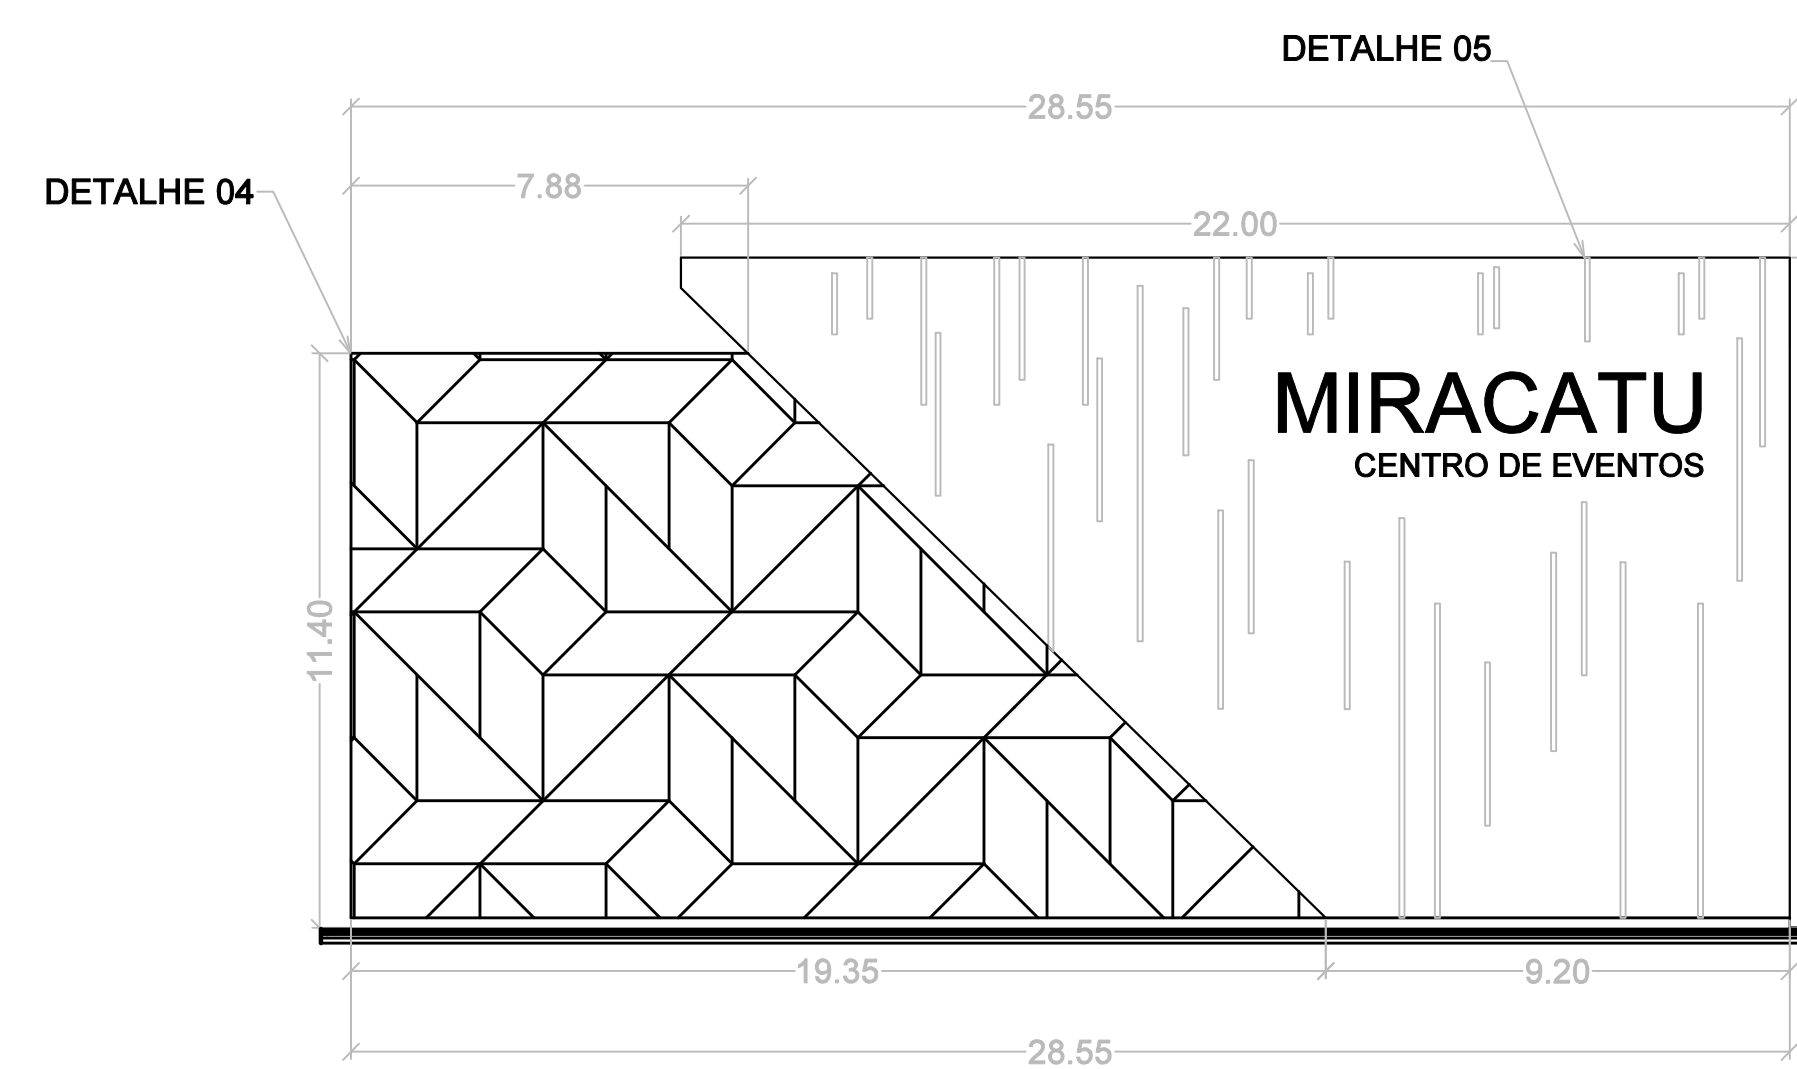 DETALHE 05
28.55
DETALHE 04
7.88
22.00
MIRACATU
CENTRO DE EVENTOS
11.40
19.35
9.20
28.55